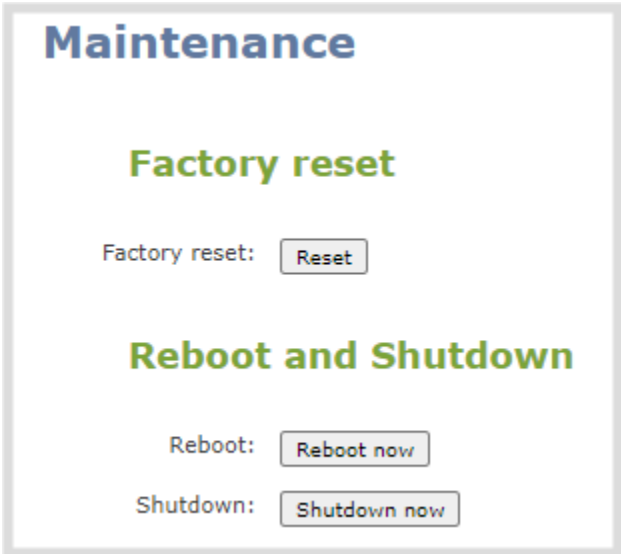 Maintenance
Factory reset
Factory reset: Reset
Reboot and Shutdown
Reboot: Reboot now
Shutdown: Shutdown now